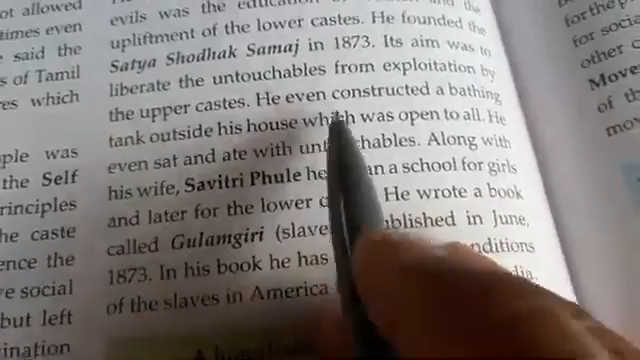 ot allowed
times even
said the
s of Tamil
res which
ple was
the Self
rinciples
he caste
ence the
ve social
but left
ination
evils was the education and the
upliftment of the lower castes. He founded the
Satya Shodhak Samaj in 1873. Its aim was to
liberate the untouchables from exploitation by
the upper castes. He even constructed a bathing
tank outside his house which was open to all. He
even sat and ate with unt chables. Along with
his wife, Savitri Phule he an a school for girls
and later for the lower c He wrote a book
called Gulamgiri (slave blished in June,
1873. In his book he has nditions
of the slaves in America dia.
for the p
for socia
other
Move
of th
mov